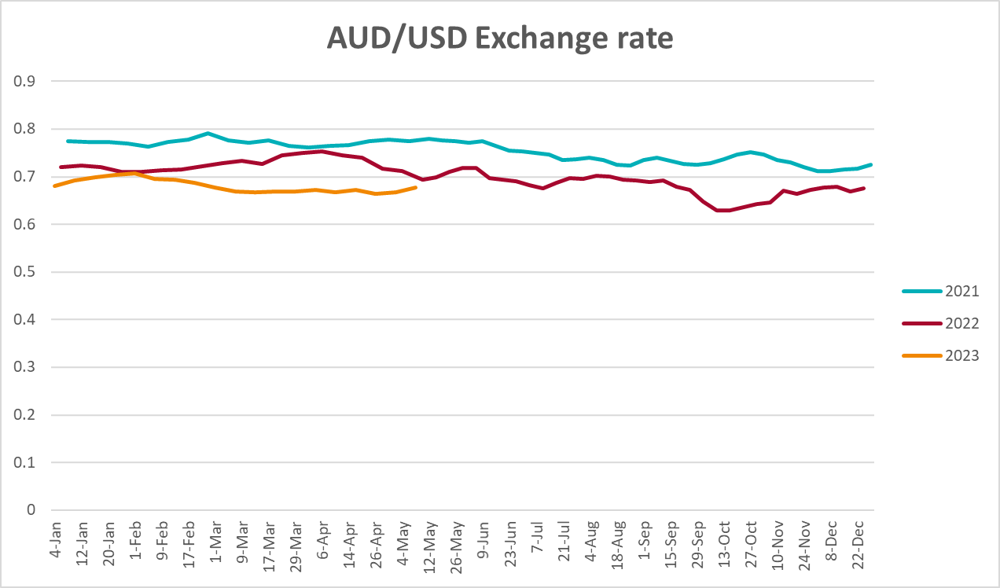 AUD/USD Exchange rate
0.9
0.8
0.7
0.6
0.5
0.4
0.3
0.2
0.1
0
4-Jan
12-Jan
20-Jan
1-Feb
9-Feb
17-Feb
1-Mar
9-Mar
17-Mar
29-Mar
6-Apr
14-Apr
26-Apr
4-May
12-May
26-May
9-Jun
23-Jun
7-Jul
21-Jul
4-Aug
18-Aug
1-Sep
15-Sep
29-Sep
13-Oct
27-Oct
10-Nov
24-Nov
8-Dec
22-Dec
2021
2022
2023